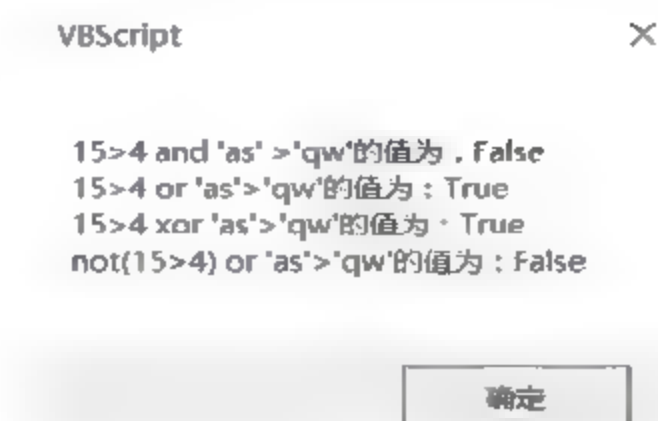 VBScript
15>4 and 'as' >'qw'的值为 . False
15>4 or 'as'>'qw'的值为：True
15>4 xor 'as'>'qw'的值为：True
not(15>4) or 'as'>'qw'的值为：False
确定